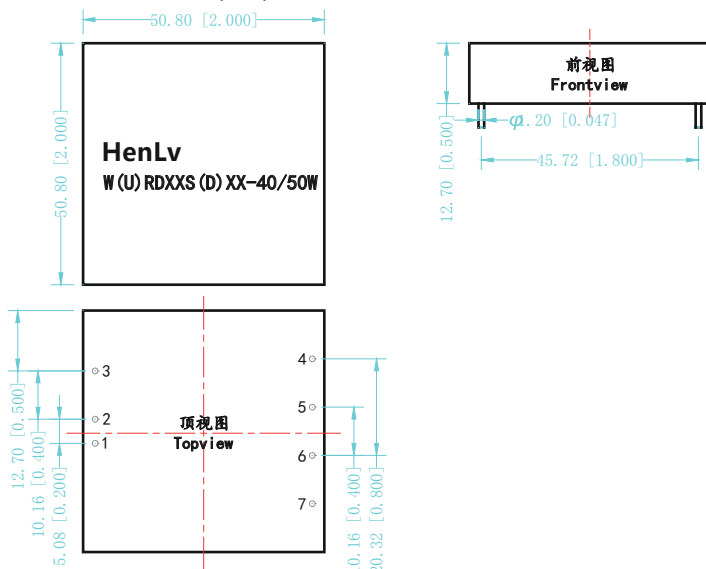 50.80 [2.000]
50.80 [2.000]
HenLv
W(U)RDXXS(D)XX-40/50W
前视图
Frontview
φ1.20 [0.047]
45.72 [1.800]
12.70 [0.500]
3
2
1
顶视图
Topview
4
5
6
7
12.70 [0.500]
10.16 [0.400]
5.08 [0.200]
10.16 [0.400]
20.32 [0.800]